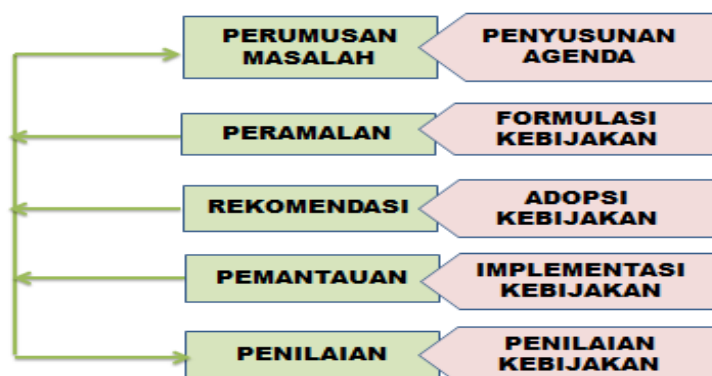 PERUMUSAN
MASALAH
PENYUSUNAN
AGENDA
PERAMALAN
FORMULASI
KEBIJAKAN
REKOMENDASI
ADOPSI
KEBIJAKAN
PEMANTAUAN
IMPLEMENTASI
KEBIJAKAN
PENILAIAN
PENILAIAN
KEBIJAKAN